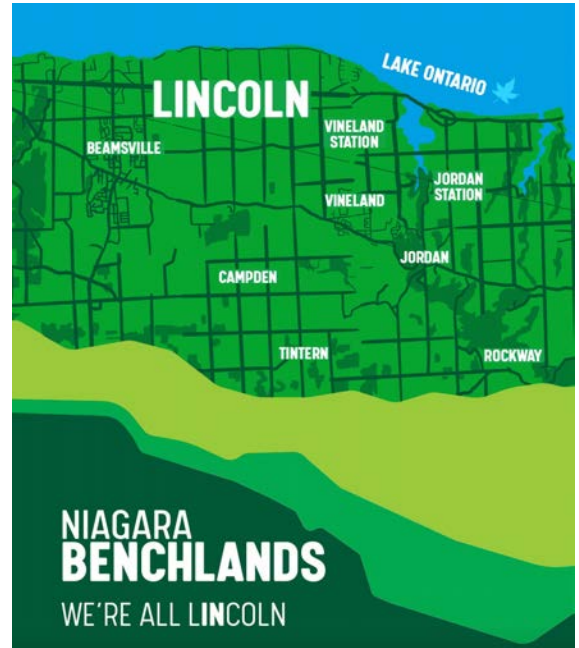 LAKE ONTARIO
LINCOLN
VINELAND
STATION
BEAMSVILLE
JORDAN
STATION
VINELAND
JORDAN
CAMPDEN
TINTERN
ROCKWAY
NIAGARA
BENCHLANDS
WE'RE ALL LINCOLN